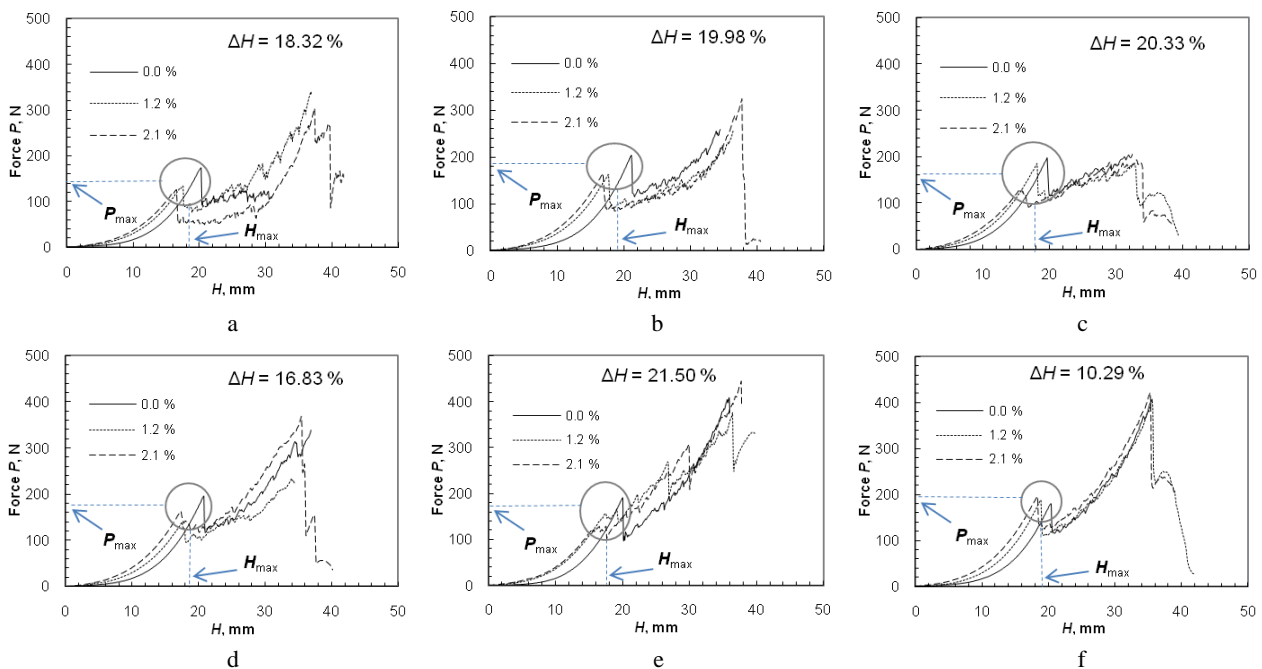 500
400
300
200
100
0
Force P, N
ΔH = 18.32 %
0.0 %
1.2 %
2.1 %
Pmax
Hmax
0 10 20 30 40 50
H, mm
a
500
400
300
200
100
0
Force P, N
ΔH = 19.98 %
0.0 %
1.2 %
2.1 %
Pmax
Hmax
0 10 20 30 40 50
H, mm
b
500
400
300
200
100
0
Force P, N
ΔH = 20.33 %
0.0 %
1.2 %
2.1 %
Pmax
Hmax
0 10 20 30 40 50
H, mm
c
500
400
300
200
100
0
Force P, N
ΔH = 16.83 %
0.0 %
1.2 %
2.1 %
Pmax
Hmax
0 10 20 30 40 50
H, mm
d
500
400
300
200
100
0
Force P, N
ΔH = 21.50 %
0.0 %
1.2 %
2.1 %
Pmax
Hmax
0 10 20 30 40 50
H, mm
e
500
400
300
200
100
0
Force P, N
ΔH = 10.29 %
0.0 %
1.2 %
2.1 %
Pmax
Hmax
0 10 20 30 40 50
H, mm
f